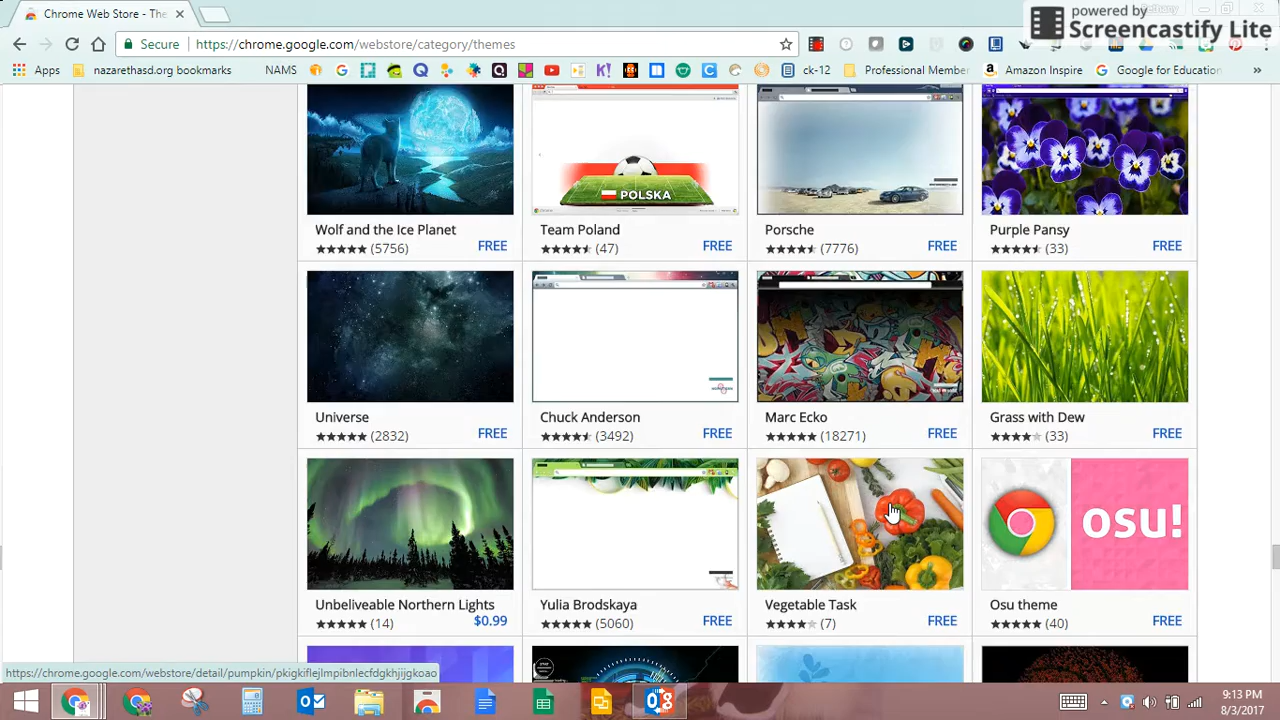 Chrome Web Store - The
powered by
Screencastify Lite
Secure
https://chrome.google.com/webstore/category/themes
Apps
nazarethasd.org bookmarks
NANS
K!
ck-12
Professional Member
Amazon Inspire
Google for Education
»
POLSKA
Wolf and the Ice Planet
(5756)
FREE
Team Poland
(47)
FREE
Porsche
(7776)
FREE
Purple Pansy
(33)
FREE
Universe
(2832)
FREE
Chuck Anderson
(3492)
FREE
Marc Ecko
(18271)
FREE
Grass with Dew
(33)
FREE
osu!
Unbeliveable Northern Lights
(14)
$0.99
Yulia Brodskaya
(5060)
FREE
Vegetable Task
(7)
FREE
Osu theme
(40)
FREE
https://chrome.google.com/webstore/detail/pumpkin/pkigkiflejlmpibnlecfdgkhjijgkoao
9:13 PM
8/3/2017